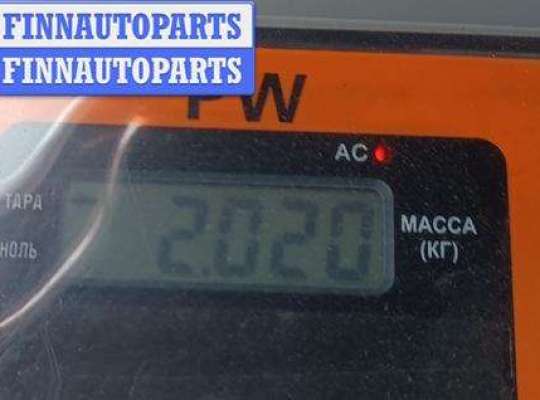 FINNAUTOPARTS
FINNAUTOPARTS
PW
AC
ТАРА
2.020
МАССА
НОЛЬ
(КГ)